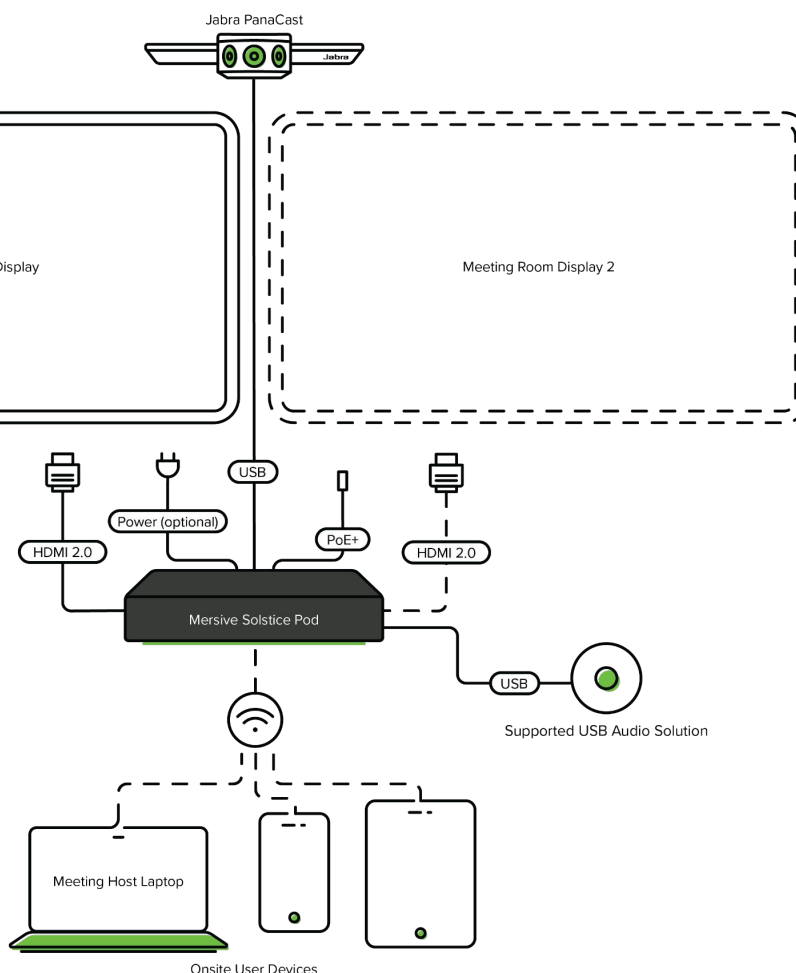 Jabra PanaCast
Jabra
Display
Meeting Room Display 2
USB
Power (optional)
PoE+
HDMI 2.0
HDMI 2.0
Mersive Solstice Pod
USB
Supported USB Audio Solution
Meeting Host Laptop
Onsite User Devices